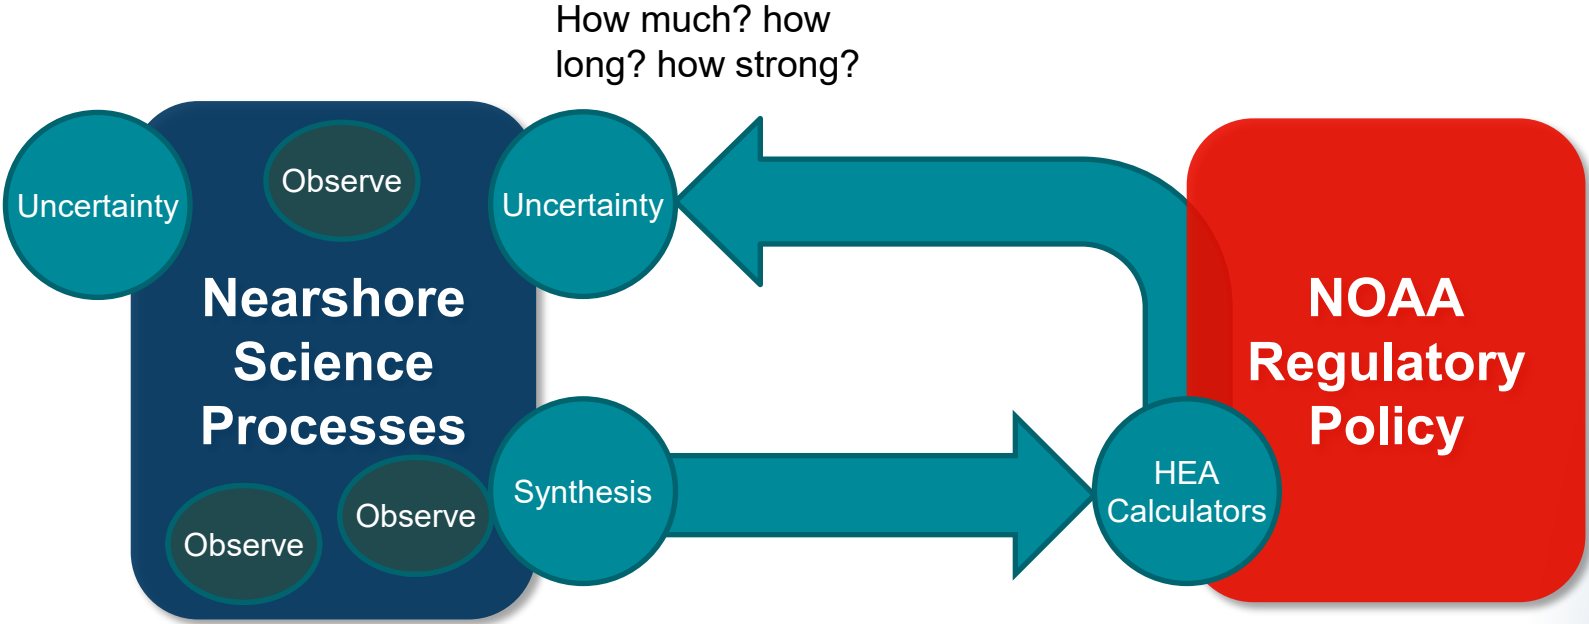 How much? how
long? how strong?
Uncertainty
Observe
Uncertainty
Nearshore
Science
Processes
Observe
Observe
Synthesis
HEA
Calculators
NOAA
Regulatory
Policy